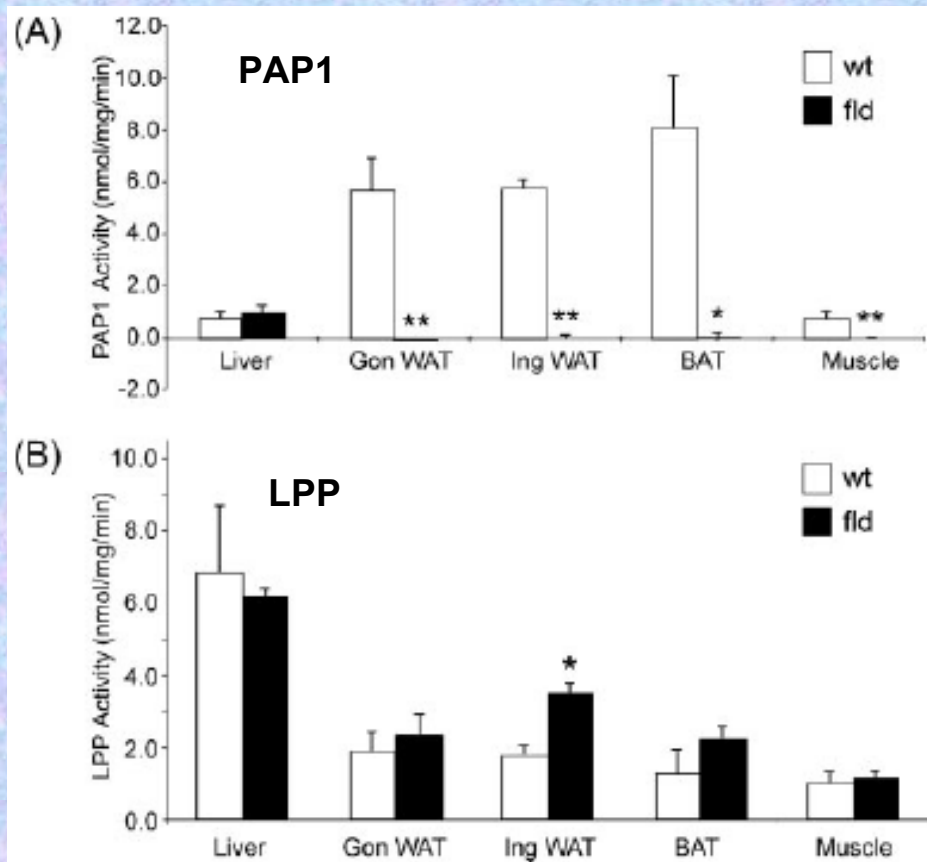 (A)
PAP1
wt
fld
PAP1 Activity (nmol/mg/min)
12.0
10.0
8.0
6.0
4.0
2.0
0.0
-2.0
** ** * **
Liver Gon WAT Ing WAT BAT Muscle
(B)
LPP
wt
fld
LPP Activity (nmol/mg/min)
10.0
8.0
6.0
4.0
2.0
0.0
*
Liver Gon WAT Ing WAT BAT Muscle